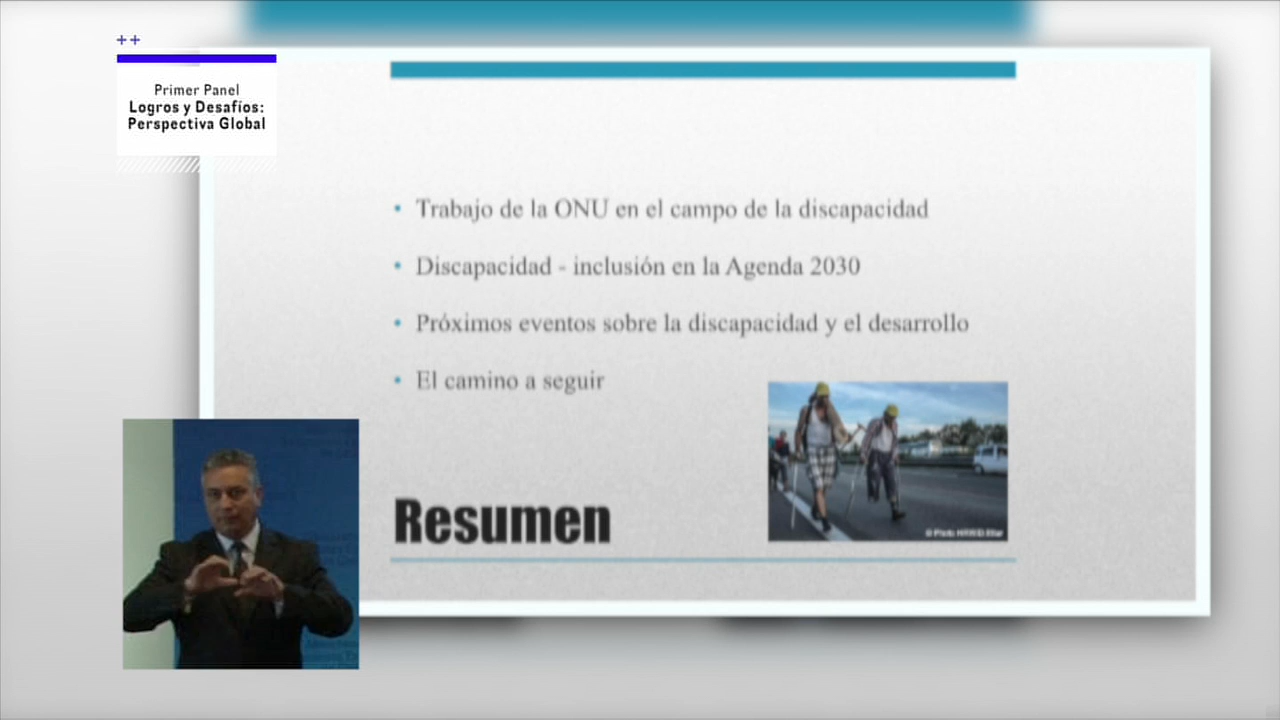 ++
Primer Panel
Logros y Desafíos:
Perspectiva Global
• Trabajo de la ONU en el campo de la discapacidad
• Discapacidad - inclusión en la Agenda 2030
• Próximos eventos sobre la discapacidad y el desarrollo
• El camino a seguir
Resumen
© Photo